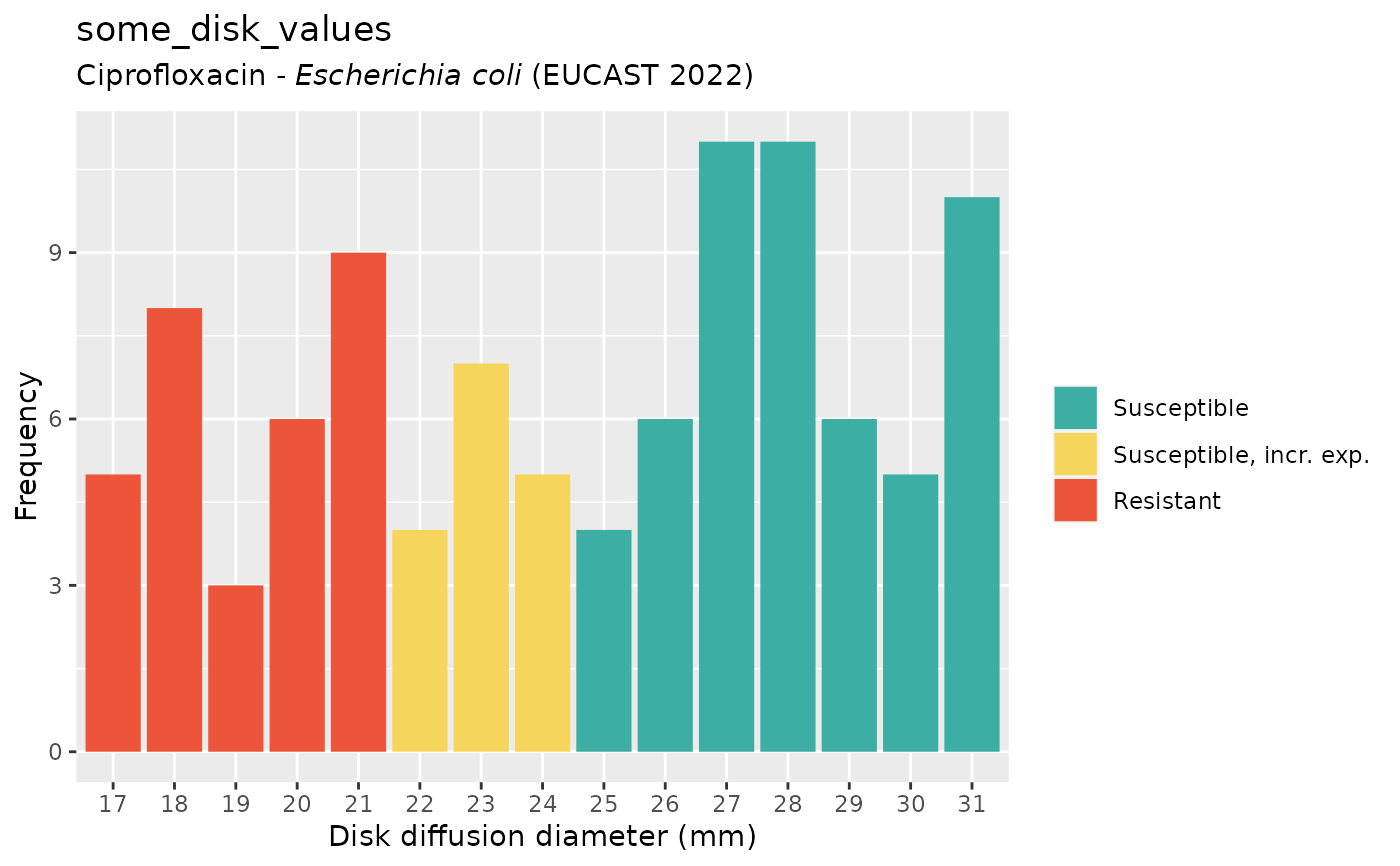 some_disk_values
Ciprofloxacin - Escherichia coli (EUCAST 2022)
Frequency
9
6
3
0
17 18 19 20 21 22 23 24 25 26 27 28 29 30 31
Disk diffusion diameter (mm)
Susceptible
Susceptible, incr. exp.
Resistant